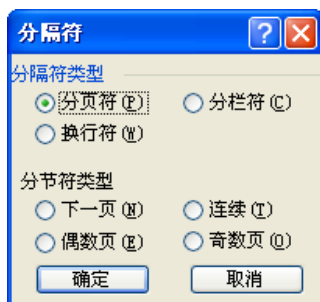 分隔符
分隔符类型
分页符(P) 分栏符(C)
换行符(W)
分节符类型
下一页(N) 连续(T)
偶数页(E) 奇数页(O)
确定 取消